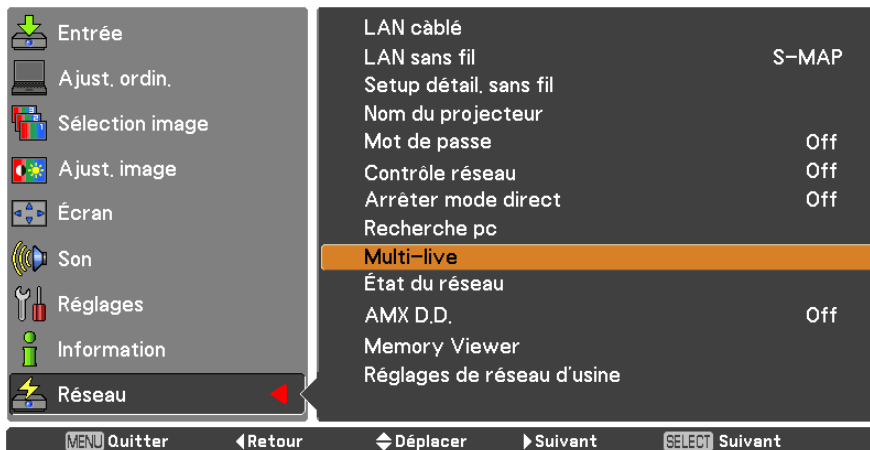 Entrée
Ajust. ordin.
Sélection image
Ajust. image
Écran
Son
Réglages
Information
Réseau
LAN càblé
LAN sans fil S-MAP
Setup détail. sans fil
Nom du projecteur
Mot de passe Off
Contrôle réseau Off
Arrêter mode direct Off
Recherche pc
Multi-live
État du réseau
AMX D.D. Off
Memory Viewer
Réglages de réseau d'usine
MENU Quitter Retour Déplacer Suivant SELECT Suivant